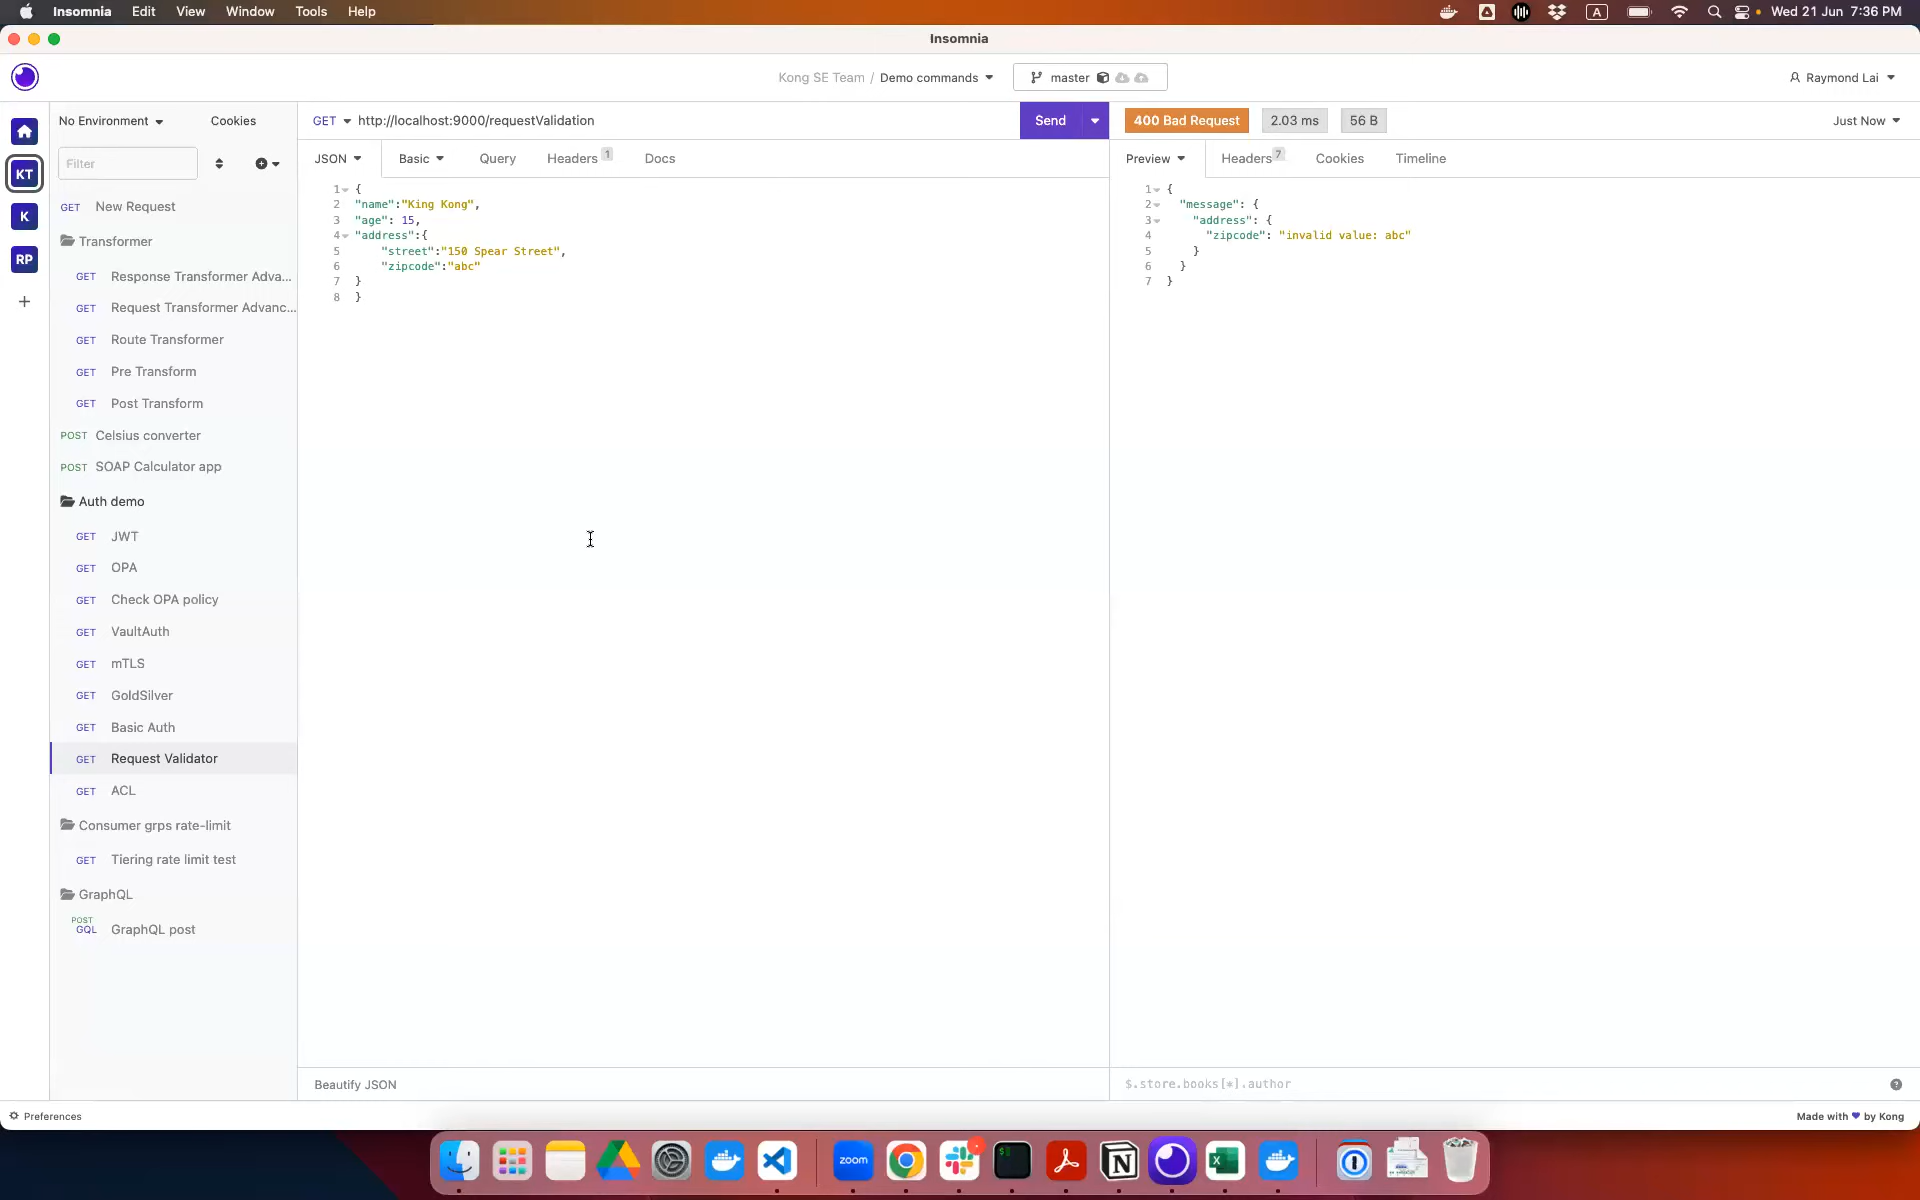 Insomnia Edit View Window Tools Help
A Wed 21 Jun 7:36 PM
Insomnia
Kong SE Team / Demo commands
master
Raymond Lai
No Environment Cookies
Filter
KT
K
RP
GET New Request
Transformer
GET Response Transformer Adva...
GET Request Transformer Advanc...
GET Route Transformer
GET Pre Transform
GET Post Transform
POST Celsius converter
POST SOAP Calculator app
Auth demo
GET JWT
GET OPA
GET Check OPA policy
GET VaultAuth
GET mTLS
GET GoldSilver
GET Basic Auth
GET Request Validator
GET ACL
Consumer grps rate-limit
GET Tiering rate limit test
GraphQL
POST
GQL GraphQL post
GET http://localhost:9000/requestValidation Send
JSON Basic Query Headers 1 Docs
1 {
2 "name":"King Kong",
3 "age": 15,
4 "address":{
5 "street":"150 Spear Street",
6 "zipcode":"abc"
7 }
8 }
Beautify JSON
400 Bad Request 2.03 ms 56 B Just Now
Preview Headers 7 Cookies Timeline
1 {
2 "message": {
3 "address": {
4 "zipcode": "invalid value: abc"
5 }
6 }
7 }
$.store.books[*].author ?
Preferences
Made with by Kong
zoom